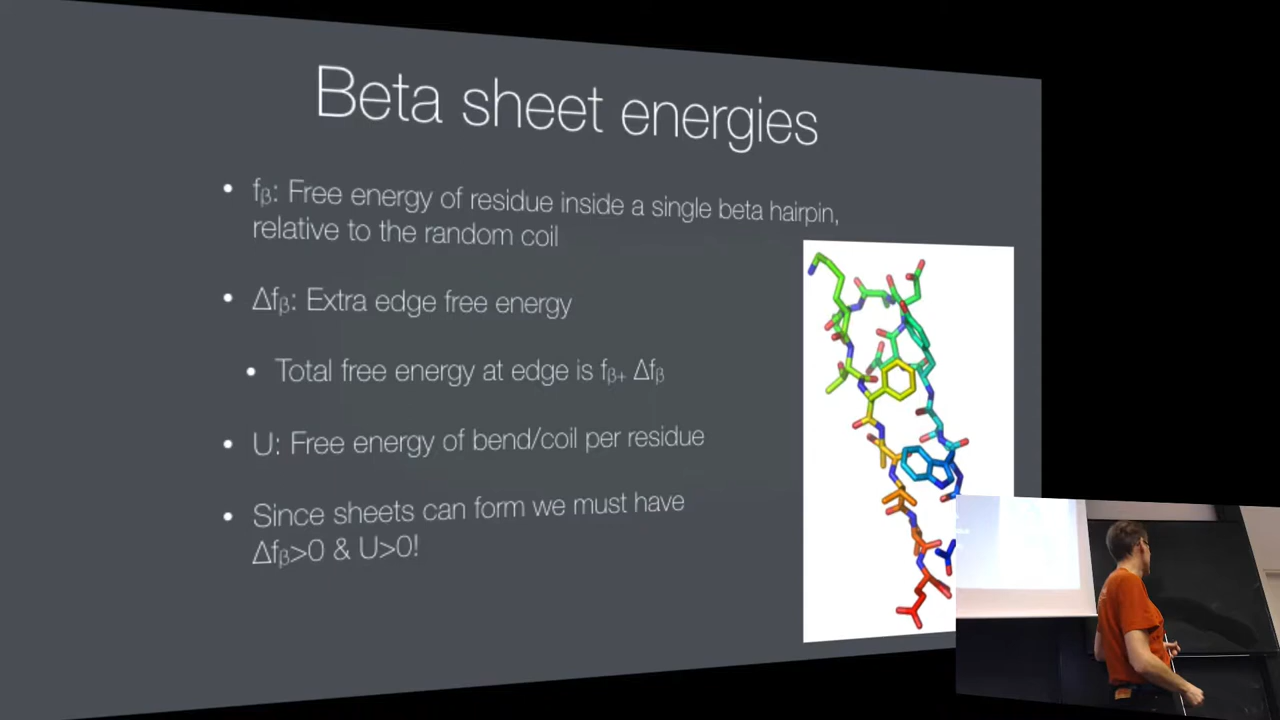 Beta sheet energies
• fβ: Free energy of residue inside a single beta hairpin,
relative to the random coil
• Δfβ: Extra edge free energy
• Total free energy at edge is fβ+ Δfβ
• U: Free energy of bend/coil per residue
• Since sheets can form we must have
Δfβ>0 & U>0!